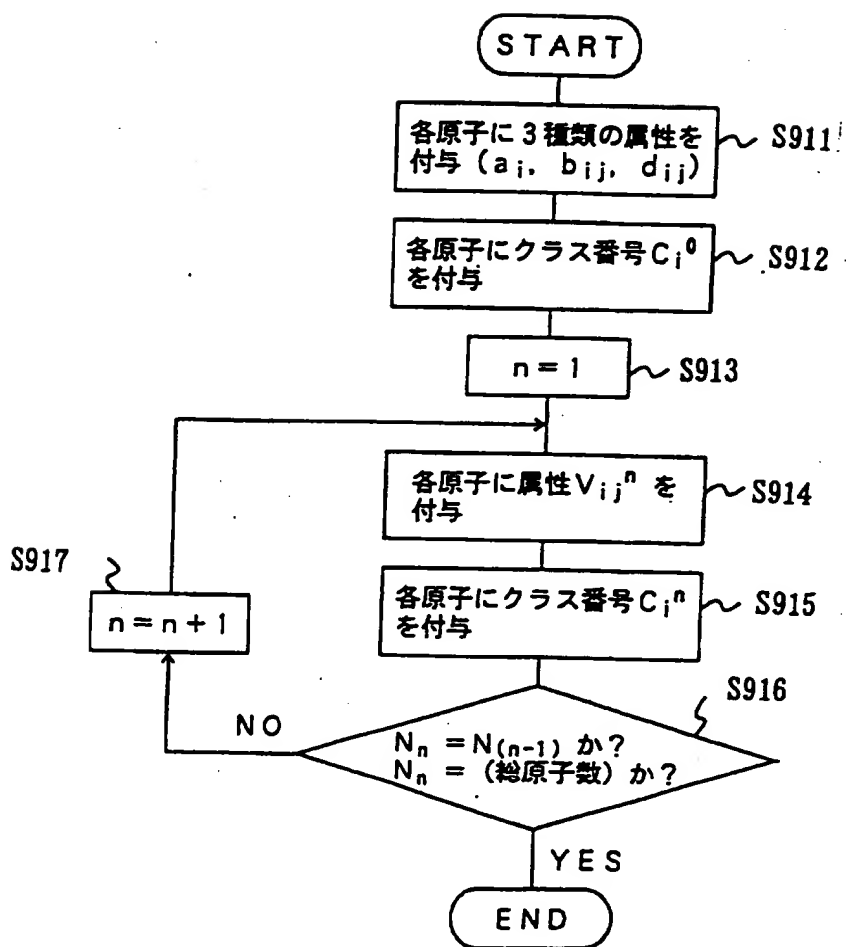 START
各原子に3種類の属性を
付与 (ai, bij, dij)
S911
各原子にクラス番号Ci⁰
を付与
S912
n=1
S913
各原子に属性Vijⁿ を
付与
S914
S917
n=n+1
各原子にクラス番号Ciⁿ
を付与
S915
S916
NO
Nn = N(n-1) か?
Nn = (総原子数) か?
YES
END